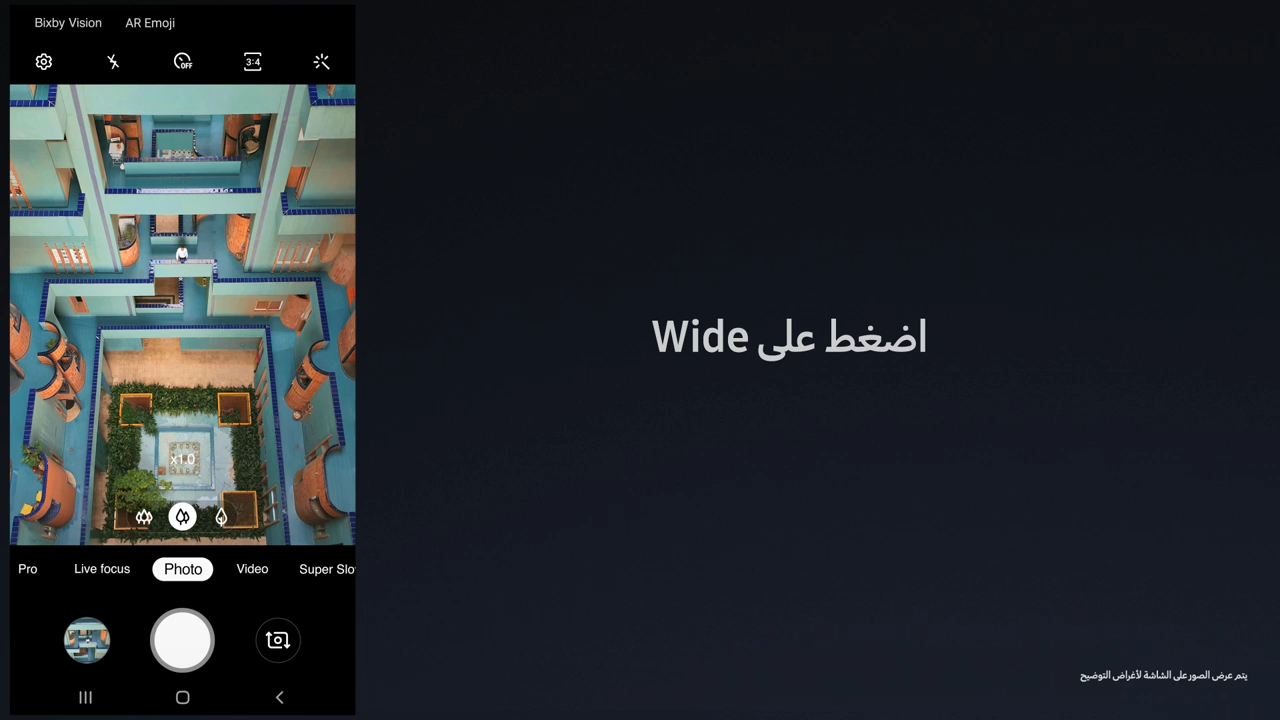 Bixby Vision AR Emoji
OFF 3:4
اضغط على Wide
x1.0
Pro Live focus Photo Video Super Slo
يتم عرض الصور على الشاشة لأغراض التوضيح